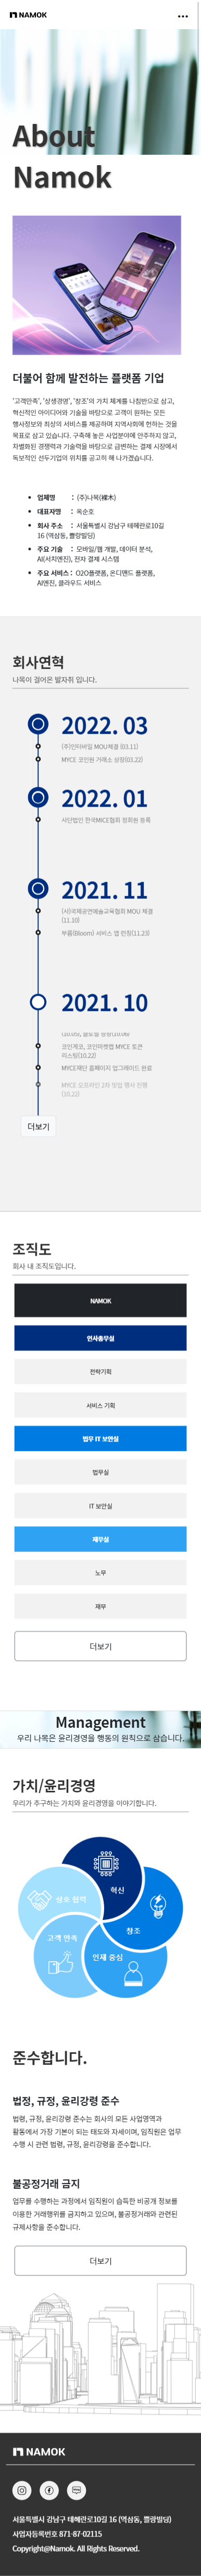 NAMOK
About
Namok
더불어 함께 발전하는 플랫폼 기업
'고객만족', '상생경영', '창조'의 가치 체계를 나침반으로 삼고,
혁신적인 아이디어와 기술을 바탕으로 고객이 원하는 모든
행사정보와 최상의 서비스를 제공하며 지역사회에 헌하는 것을
목표로 삼고 있습니다. 구축해 놓은 사업분야에 안주하지 않고,
차별화된 경쟁력과 기술력을 바탕으로 급변하는 결제 시장에서
독보적인 선두기업의 위치를 공고히 해 나가겠습니다.
• 업체명 : (주)나목(裸木)
• 대표자명 : 옥순호
• 회사 주소 : 서울특별시 강남구 테헤란로10길
16 (역삼동, 뽈랑빌딩)
• 주요 기술 : 모바일/웹 개발, 데이터 분석,
AI(서치엔진), 전자 결제 시스템
• 주요 서비스 : O2O플랫폼, 온디맨드 플랫폼,
AI엔진, 클라우드 서비스
회사연혁
나목이 걸어온 발자취 입니다.
2022. 03
(주)인터바일 MOU체결 (03.11)
MYCE 코인원 거래소 상장(03.22)
2022. 01
사단법인 한국MICE협회 정회원 등록
2021. 11
(사)국제공연예술교육협회 MOU 체결
(11.10)
부름(Bloom) 서비스 앱 런칭(11.23)
2021. 10
코인게코, 코인마켓캡 MYCE 토큰
리스팅(10.22)
MYCE재단 홈페이지 업그레이드 완료
MYCE 오프라인 2차 밋업 행사 진행
(10.22)
더보기
조직도
회사 내 조직도입니다.
NAMOK
인사총무실
전략기획
서비스 기획
법무 IT 보안실
법무실
IT 보안실
재무실
노무
재무
더보기
Management
우리 나목은 윤리경영을 행동의 원칙으로 삼습니다.
가치/윤리경영
우리가 추구하는 가치와 윤리경영을 이야기합니다.
혁신
상호 협력
창조
고객 만족
인재 중심
준수합니다.
법정, 규정, 윤리강령 준수
법령, 규정, 윤리강령 준수는 회사의 모든 사업영역과
활동에서 가장 기본이 되는 태도와 자세이며, 임직원은 업무
수행 시 관련 법령, 규정, 윤리강령을 준수합니다.
불공정거래 금지
업무를 수행하는 과정에서 임직원이 습득한 비공개 정보를
이용한 거래행위를 금지하고 있으며, 불공정거래와 관련된
규제사항을 준수합니다.
더보기
NAMOK
서울특별시 강남구 테헤란로10길 16 (역삼동, 뽈랑빌딩)
사업자등록번호 871-87-02115
Copyright@Namok. All Rights Reserved.